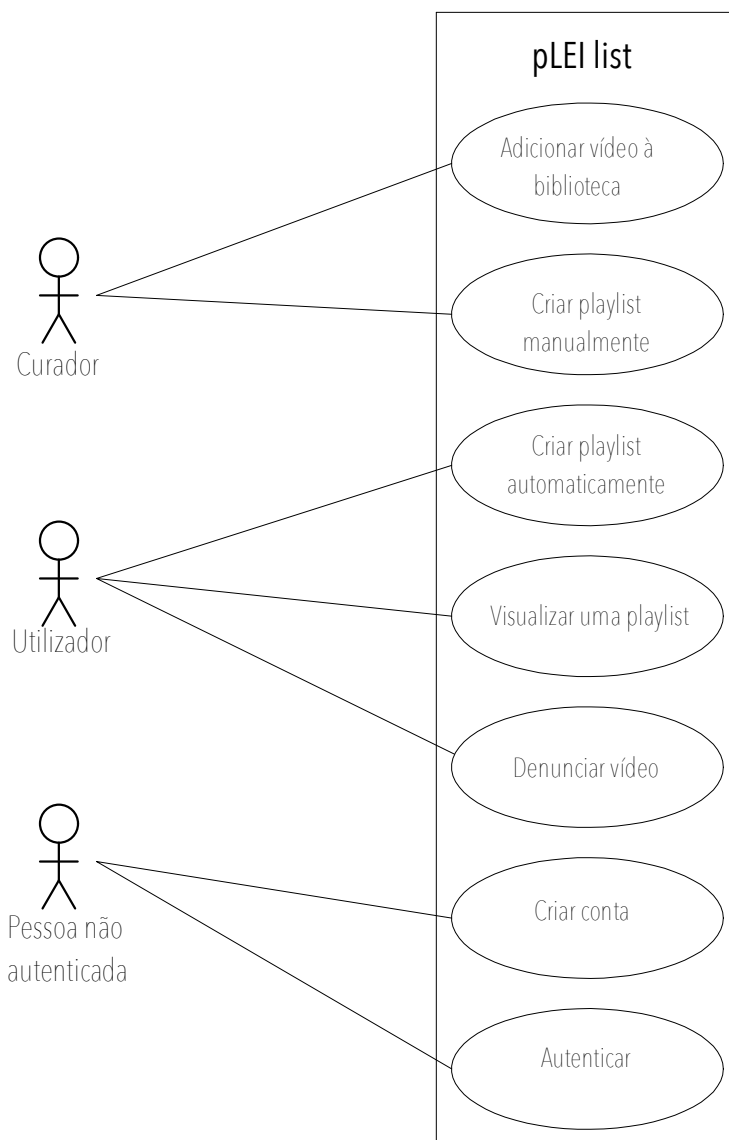 pLEI list
Adicionar vídeo à
biblioteca
Criar playlist
manualmente
Curador
Criar playlist
automaticamente
Visualizar uma playlist
Utilizador
Denunciar vídeo
Criar conta
Pessoa não
autenticada
Autenticar